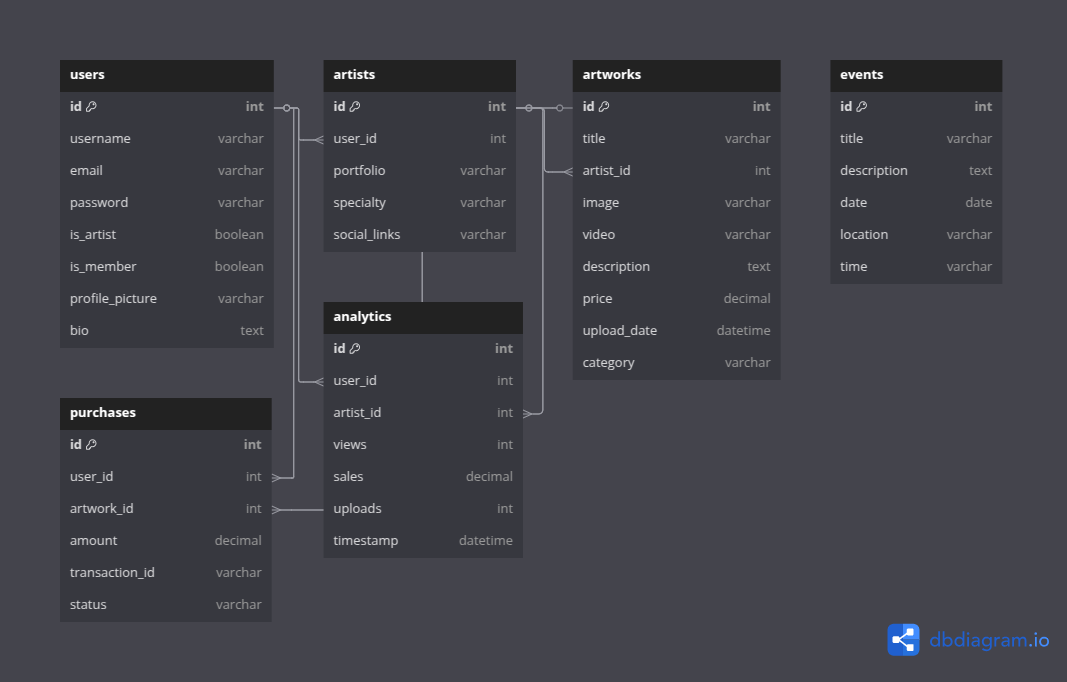 users
id int
username varchar
email varchar
password varchar
is_artist boolean
is_member boolean
profile_picture varchar
bio text
artists
id int
user_id int
portfolio varchar
specialty varchar
social_links varchar
artworks
id int
title varchar
artist_id int
image varchar
video varchar
description text
price decimal
upload_date datetime
category varchar
events
id int
title varchar
description text
date date
location varchar
time varchar
analytics
id int
user_id int
artist_id int
views int
sales decimal
uploads int
timestamp datetime
purchases
id int
user_id int
artwork_id int
amount decimal
transaction_id varchar
status varchar
dbdiagram.io